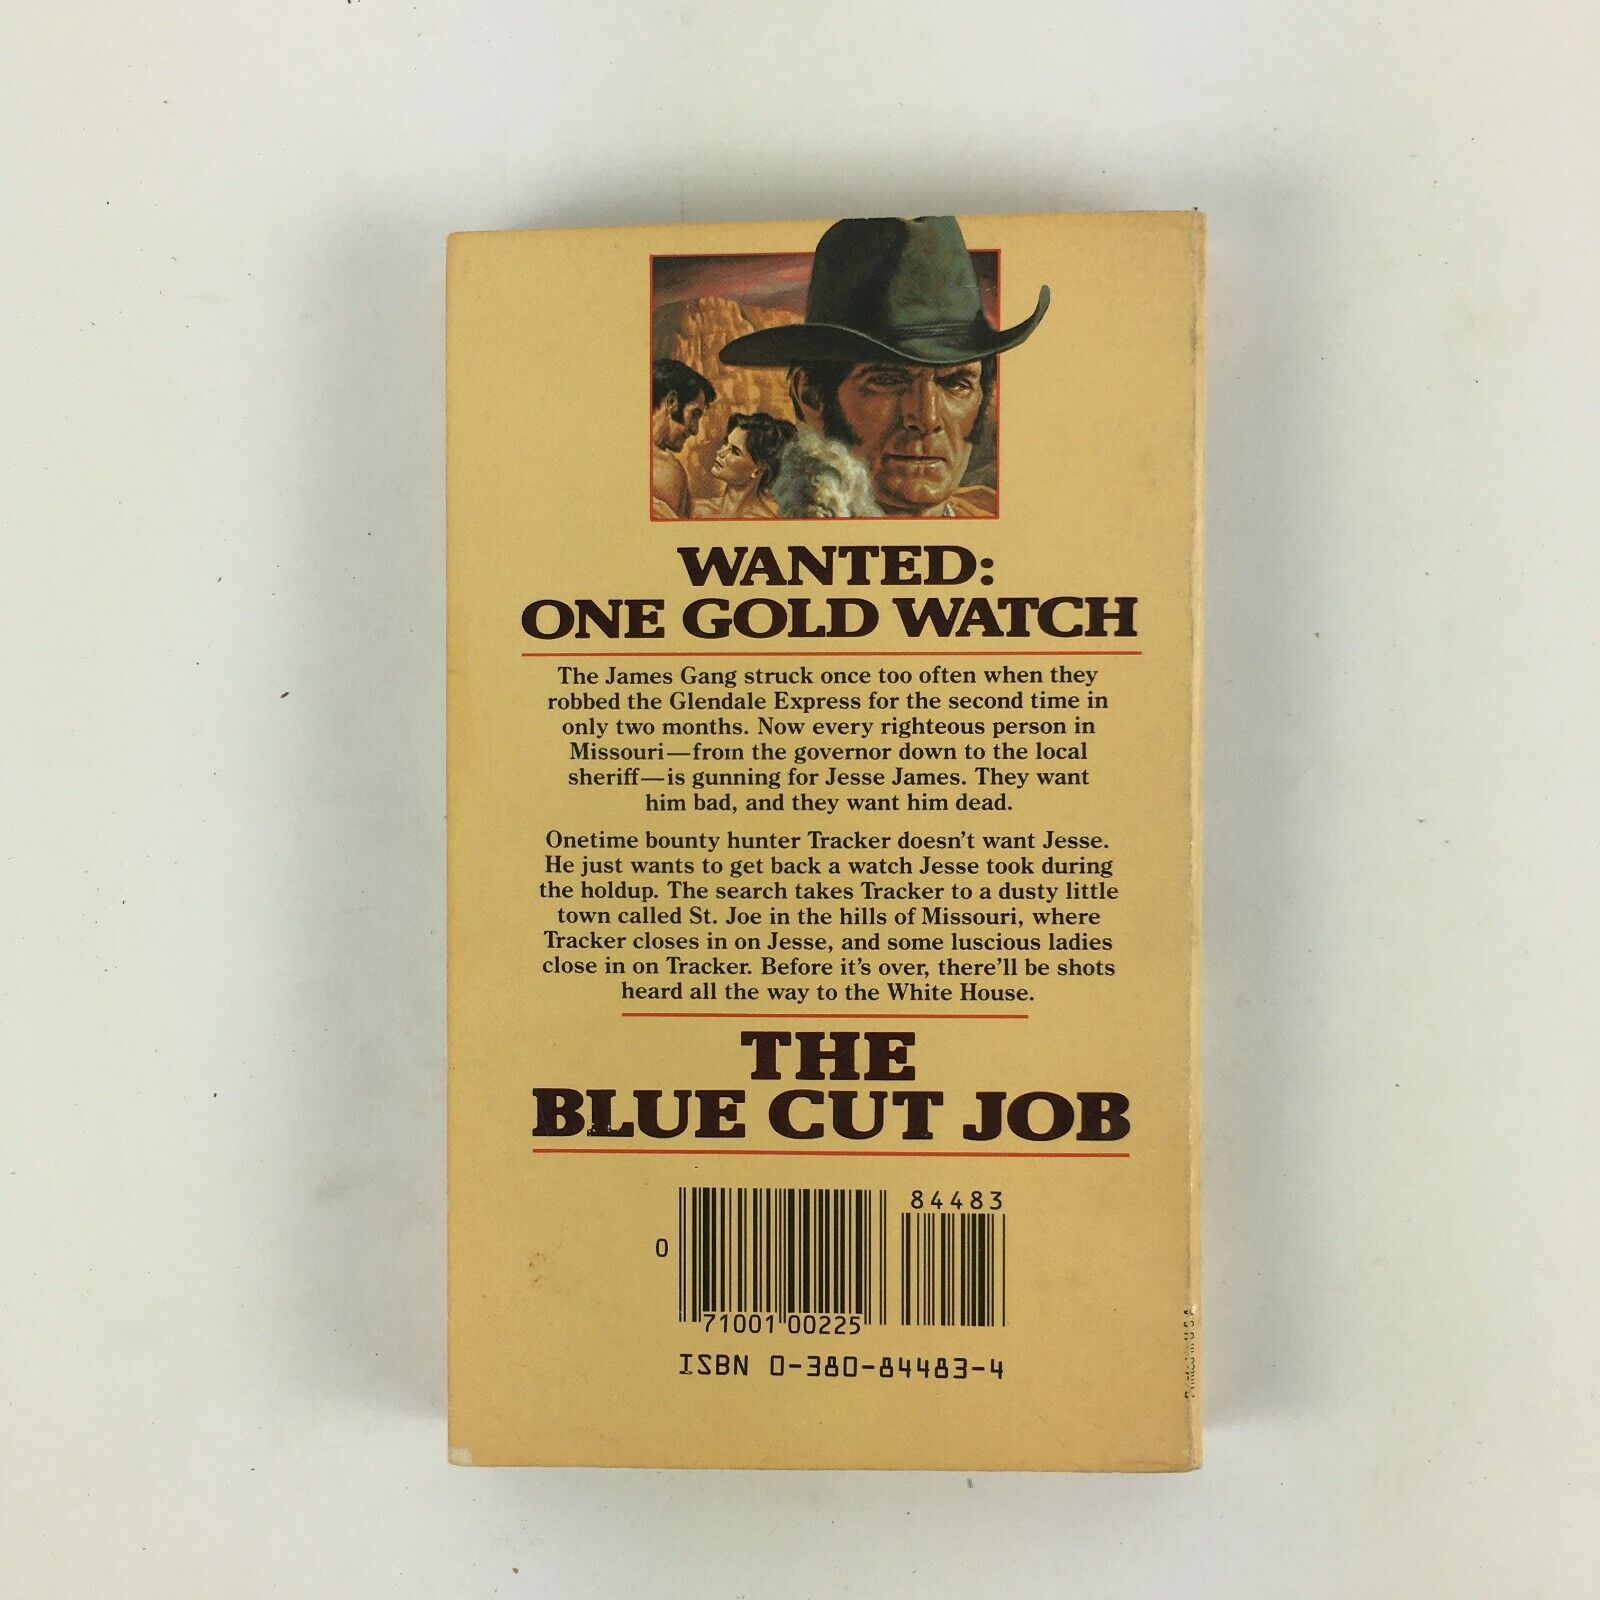 WANTED:
ONE GOLD WATCH
The James Gang struck once too often when they
robbed the Glendale Express for the second time in
only two months. Now every righteous person in
Missouri—from the governor down to the local
sheriff—is gunning for Jesse James. They want
him bad, and they want him dead.
Onetime bounty hunter Tracker doesn't want Jesse.
He just wants to get back a watch Jesse took during
the holdup. The search takes Tracker to a dusty little
town called St. Joe in the hills of Missouri, where
Tracker closes in on Jesse, and some luscious ladies
close in on Tracker. Before it's over, there'll be shots
heard all the way to the White House.
THE
BLUE CUT JOB
84483
0
71001 00225
ISBN 0-380-84483-4
Printed in U.S.A.